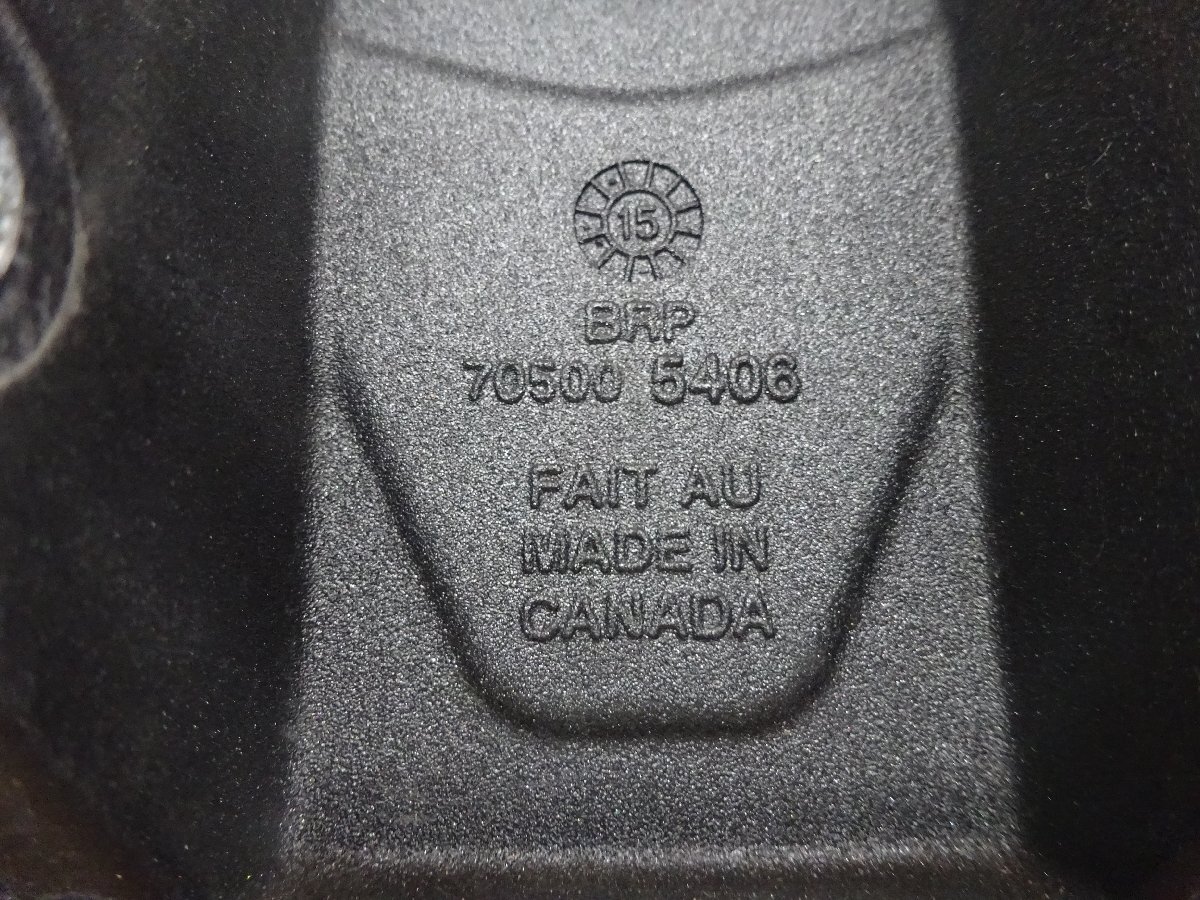 15
BRP
70500 5406
FAIT AU
MADE IN
CANADA